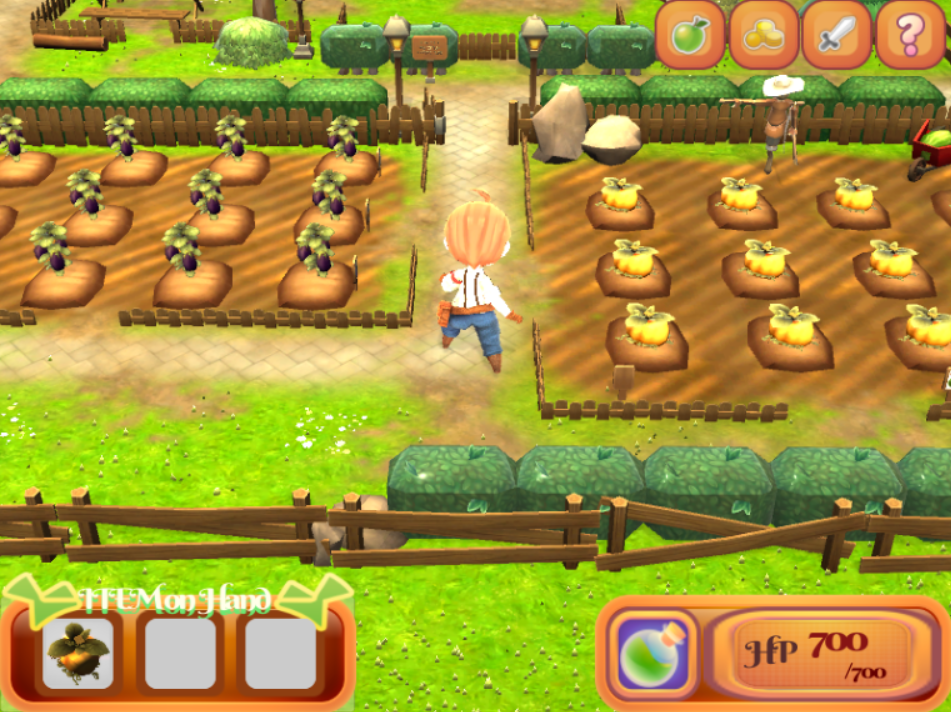 ?
ITEM on Hand
HP 700
/700